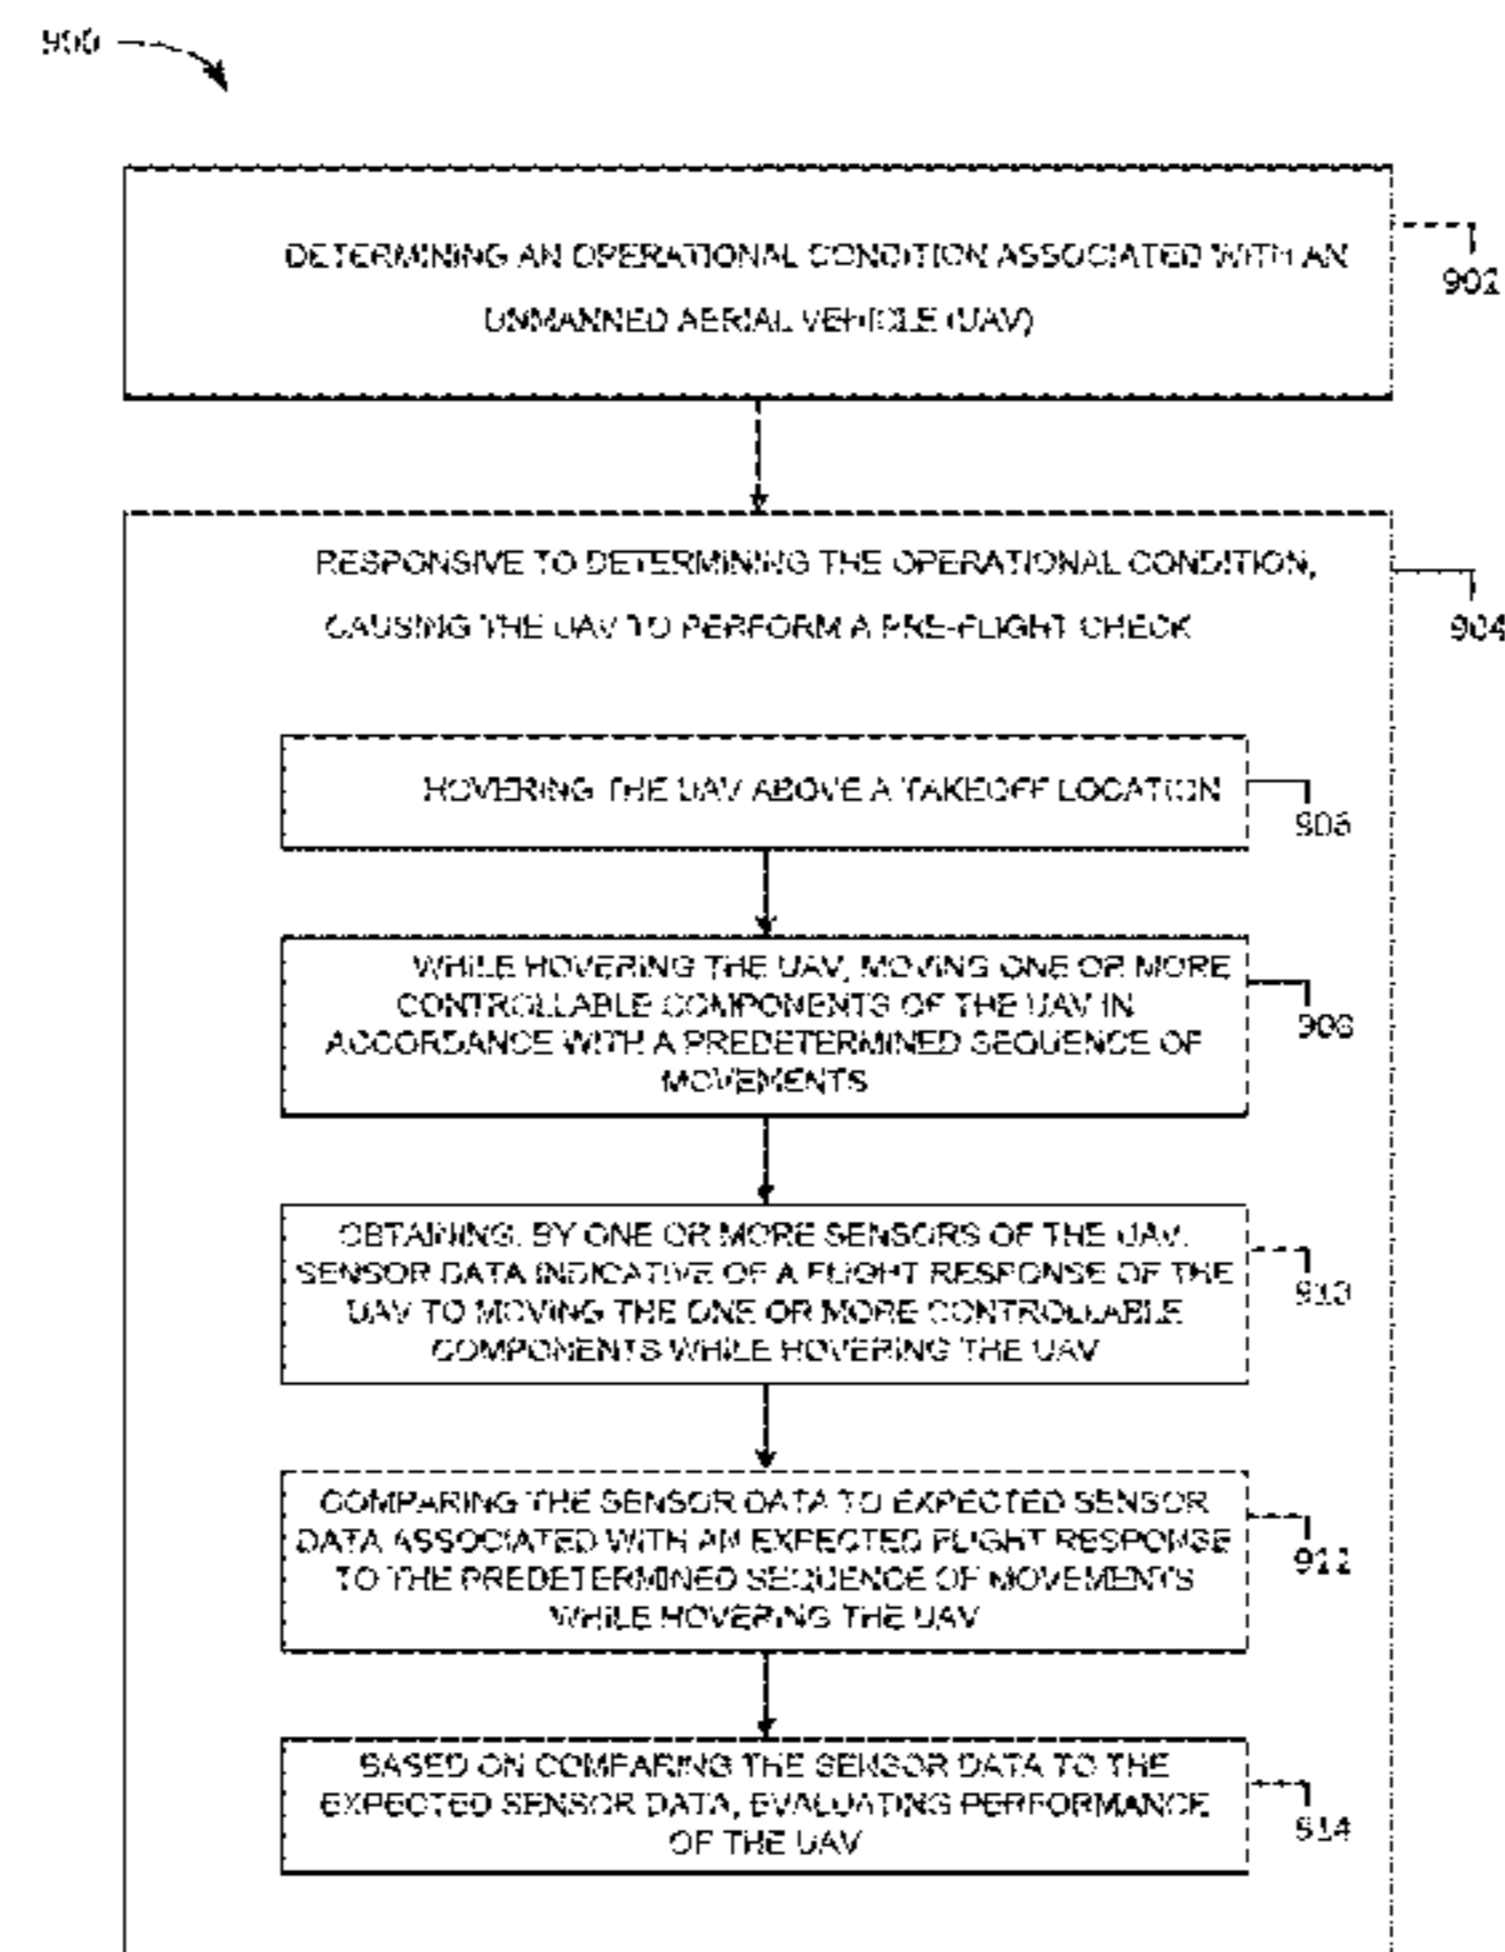 900
DETERMINING AN OPERATIONAL CONDITION ASSOCIATED WITH AN
902
UNMANNED AERIAL VEHICLE (UAV)
RESPONSIVE TO DETERMINING THE OPERATIONAL CONDITION,
904
CAUSING THE UAV TO PERFORM A PRE-FLIGHT CHECK
HOVERING THE UAV ABOVE A TAKEOFF LOCATION
906
WHILE HOVERING THE UAV, MOVING ONE OR MORE
CONTROLLABLE COMPONENTS OF THE UAV IN
ACCORDANCE WITH A PREDETERMINED SEQUENCE OF
MOVEMENTS
908
OBTAINING, BY ONE OR MORE SENSORS OF THE UAV,
SENSOR DATA INDICATIVE OF A FLIGHT RESPONSE OF THE
UAV TO MOVING THE ONE OR MORE CONTROLLABLE
COMPONENTS WHILE HOVERING THE UAV
910
COMPARING THE SENSOR DATA TO EXPECTED SENSOR
DATA ASSOCIATED WITH AN EXPECTED FLIGHT RESPONSE
TO THE PREDETERMINED SEQUENCE OF MOVEMENTS
WHILE HOVERING THE UAV
912
BASED ON COMPARING THE SENSOR DATA TO THE
EXPECTED SENSOR DATA, EVALUATING PERFORMANCE
OF THE UAV
914